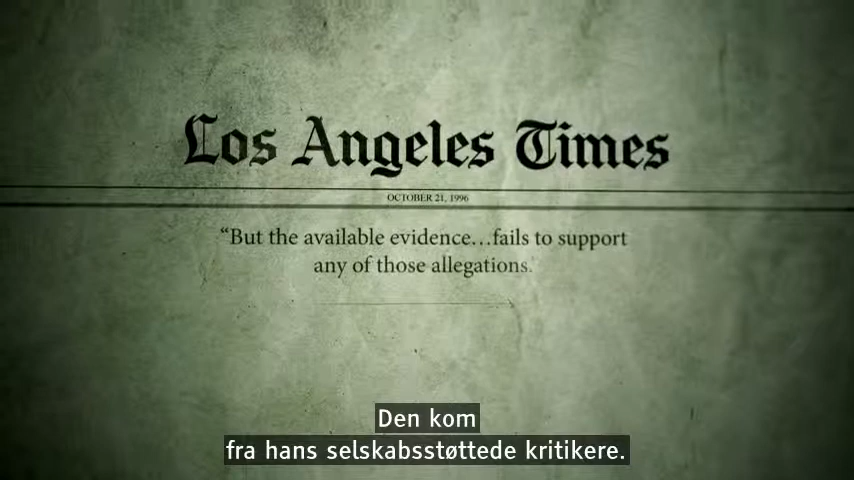 Los Angeles Times
OCTOBER 21, 1996
“But the available evidence…fails to support
any of those allegations.
Den kom
fra hans selskabsstøttede kritikere.